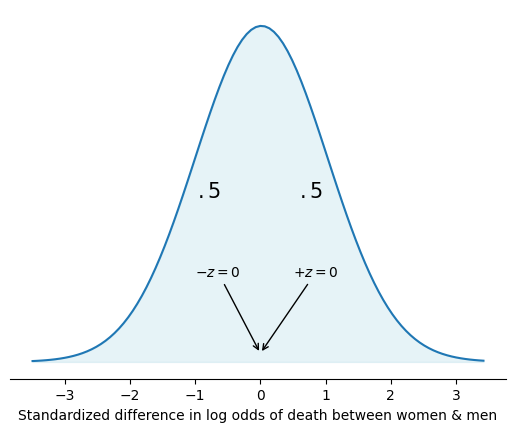 .5 .5
−z = 0 +z = 0
−3 −2 −1 0 1 2 3
Standardized difference in log odds of death between women & men